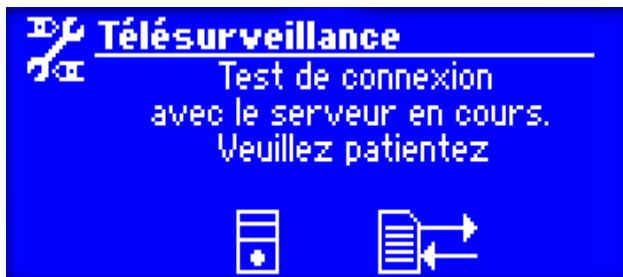 Télésurveillance
Test de connexion
avec le serveur en cours.
Veuillez patientez